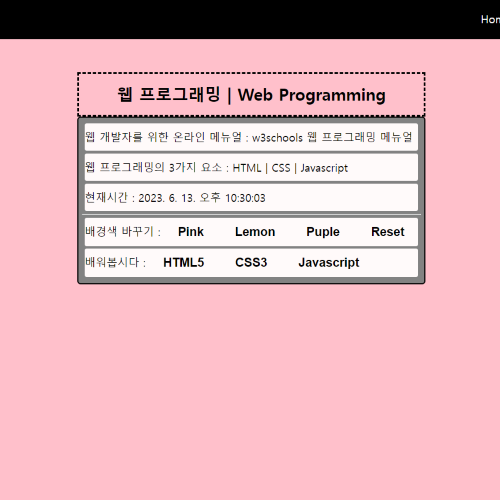 웹 프로그래밍 | Web Programming
웹 개발자를 위한 온라인 메뉴얼 : w3schools 웹 프로그래밍 메뉴얼
웹 프로그래밍의 3가지 요소 : HTML | CSS | Javascript
현재시간 : 2023. 6. 13. 오후 10:30:03
배경색 바꾸기 : Pink Lemon Puple Reset
배워봅시다 : HTML5 CSS3 Javascript